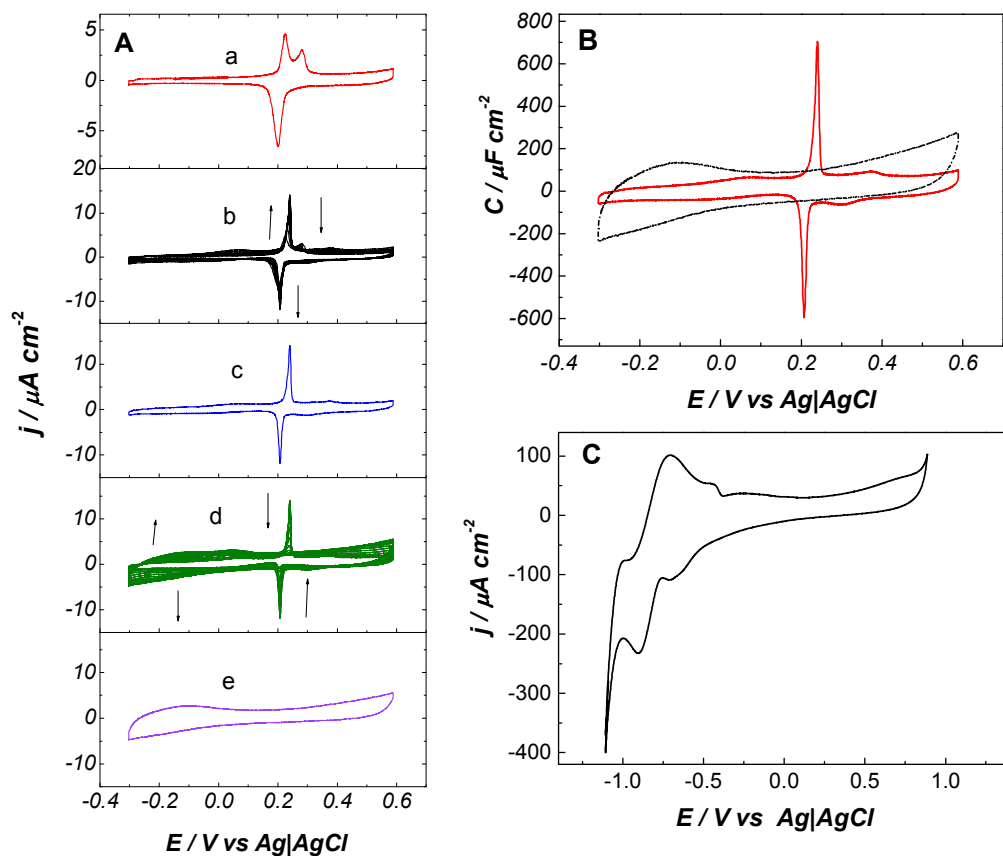 A
a
5
0
-5
20
b
10
0
-10
c
10
0
-10
j / μA cm-2
d
10
0
-10
e
10
0
-10
-0.4 -0.2 0.0 0.2 0.4 0.6
E / V vs Ag|AgCl
B
800
600
400
200
0
-200
-400
-600
C / μF cm-2
-0.4 -0.2 0.0 0.2 0.4 0.6
E / V vs Ag|AgCl
C
100
0
-100
-200
-300
-400
j / μA cm-2
-1.0 -0.5 0.0 0.5 1.0
E / V vs Ag|AgCl